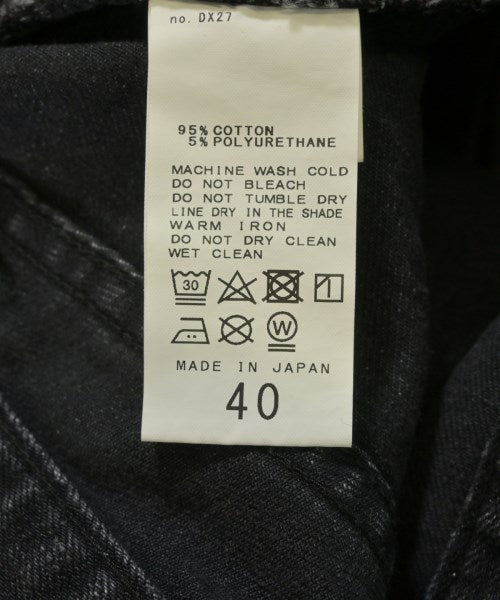 no. DX27
95% COTTON
5% POLYURETHANE
MACHINE WASH COLD
DO NOT BLEACH
DO NOT TUMBLE DRY
LINE DRY IN THE SHADE
WARM IRON
DO NOT DRY CLEAN
WET CLEAN
30
W
MADE IN JAPAN
40